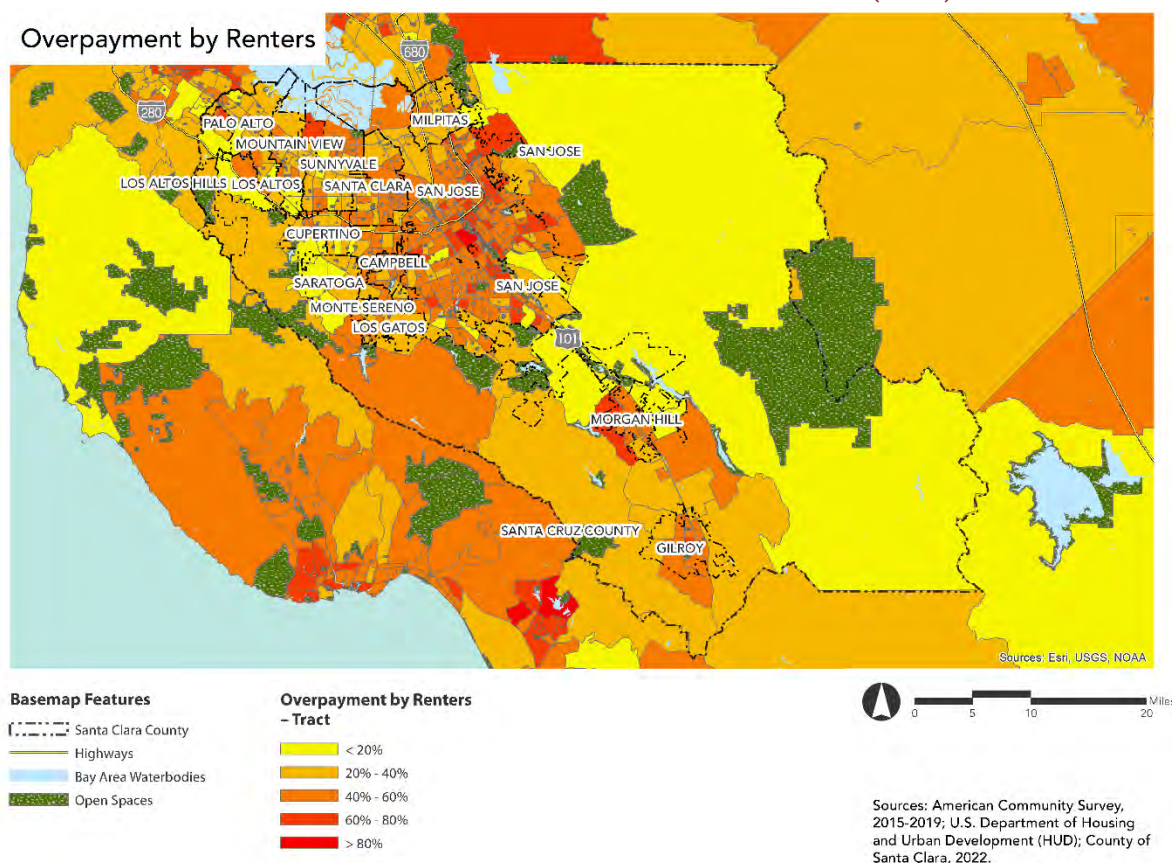 Overpayment by Renters
680
280
PALO ALTO
MILPITAS
MOUNTAIN VIEW
SAN JOSE
SUNNYVALE
LOS ALTOS HILLS
LOS ALTOS
SANTA CLARA
SAN JOSE
CUPERTINO
CAMPBELL
SARATOGA
SAN JOSE
MONTE SERENO
LOS GATOS
101
MORGAN HILL
SANTA CRUZ COUNTY
GILROY
Sources: Esri, USGS, NOAA
Basemap Features
Santa Clara County
Highways
Bay Area Waterbodies
Open Spaces
Overpayment by Renters
– Tract
< 20%
20% - 40%
40% - 60%
60% - 80%
> 80%
Miles
0 5 10 20
Sources: American Community Survey,
2015-2019; U.S. Department of Housing
and Urban Development (HUD); County of
Santa Clara, 2022.